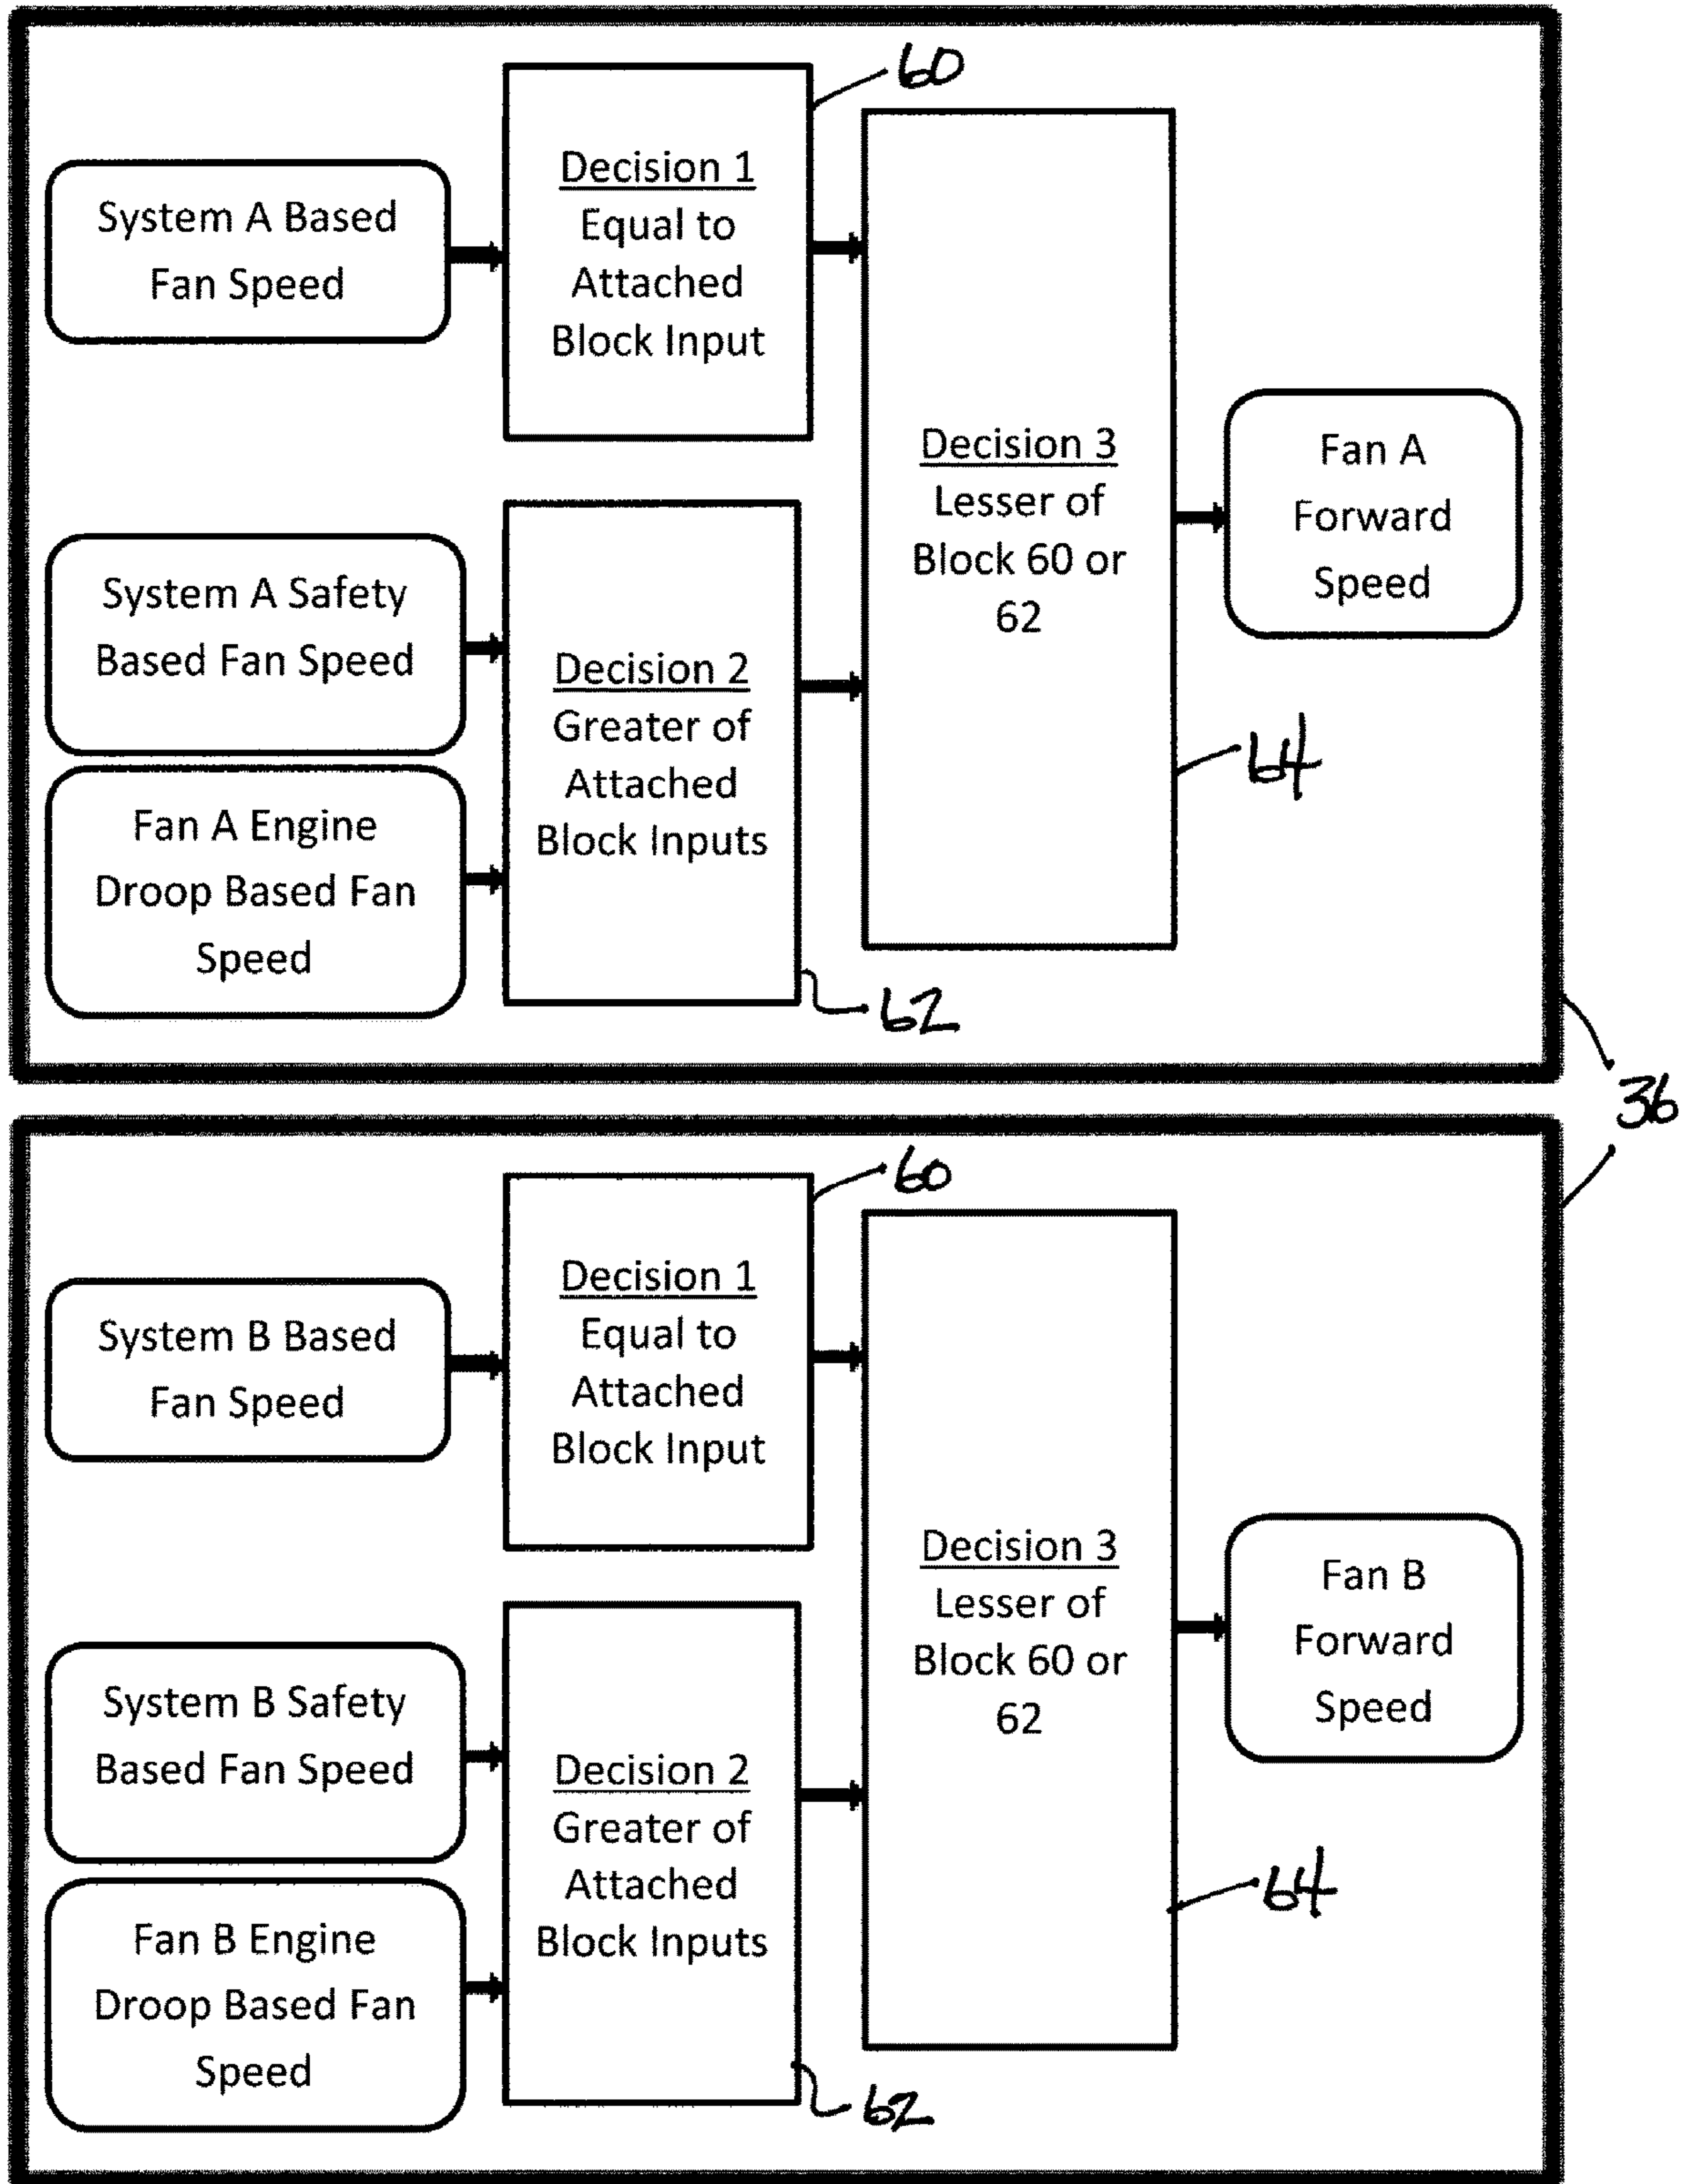 60
Decision 1
Equal to
Attached
Block Input
System A Based
Fan Speed
Decision 3
Lesser of
Block 60 or
62
Fan A
Forward
Speed
System A Safety
Based Fan Speed
Decision 2
Greater of
Attached
Block Inputs
64
Fan A Engine
Droop Based Fan
Speed
62
36
60
Decision 1
Equal to
Attached
Block Input
System B Based
Fan Speed
Decision 3
Lesser of
Block 60 or
62
Fan B
Forward
Speed
System B Safety
Based Fan Speed
Decision 2
Greater of
Attached
Block Inputs
64
Fan B Engine
Droop Based Fan
Speed
62